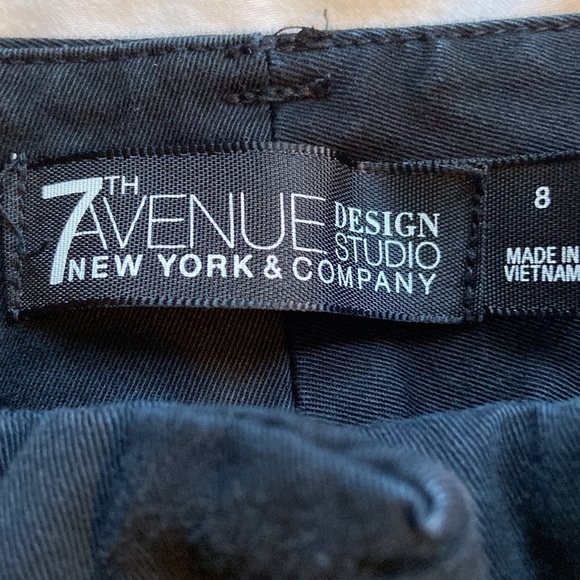 7TH AVENUE DESIGN STUDIO
NEW YORK & COMPANY
8
MADE IN
VIETNAM